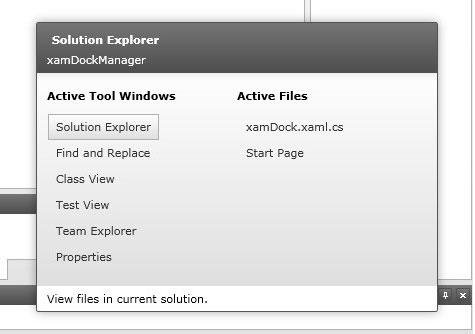 Solution Explorer
xamDockManager
Active Tool Windows
Active Files
Solution Explorer
xamDock.xaml.cs
Find and Replace
Start Page
Class View
Test View
Team Explorer
Properties
View files in current solution.